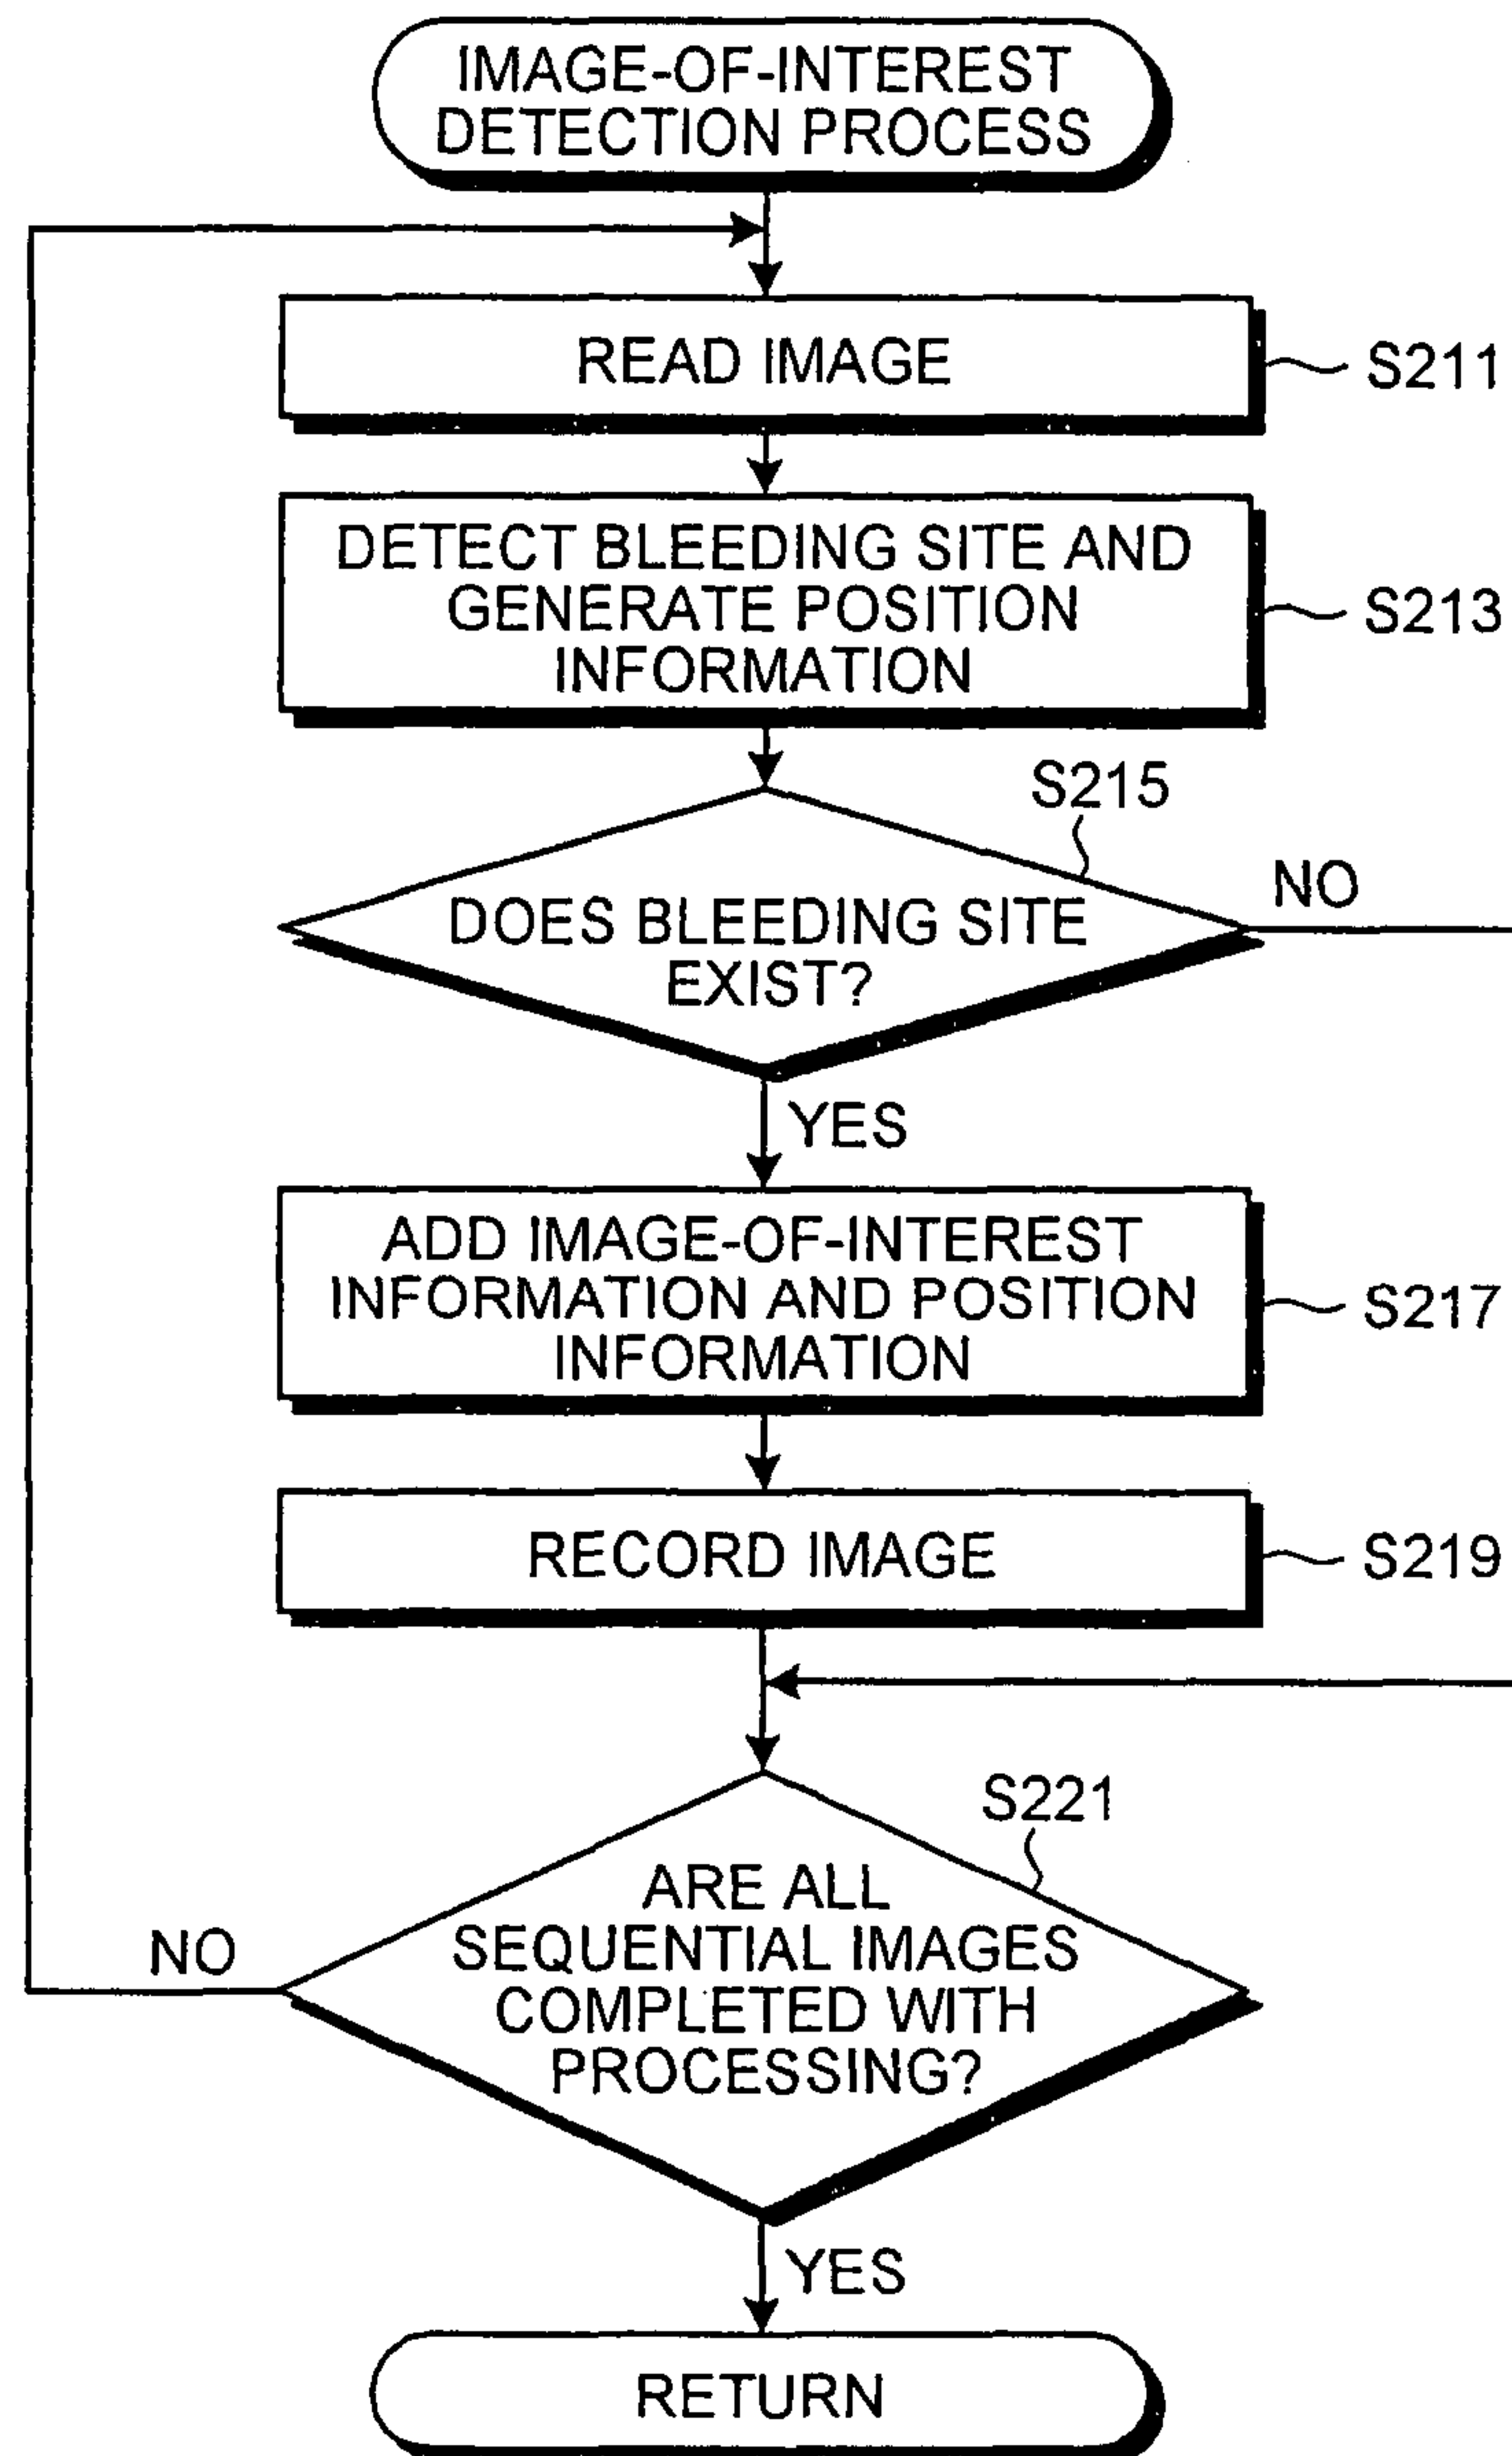 IMAGE-OF-INTEREST
DETECTION PROCESS
READ IMAGE
S211
DETECT BLEEDING SITE AND
GENERATE POSITION
INFORMATION
S213
S215
DOES BLEEDING SITE
EXIST?
NO
YES
ADD IMAGE-OF-INTEREST
INFORMATION AND POSITION
INFORMATION
S217
RECORD IMAGE
S219
S221
ARE ALL
SEQUENTIAL IMAGES
COMPLETED WITH
PROCESSING?
NO
YES
RETURN